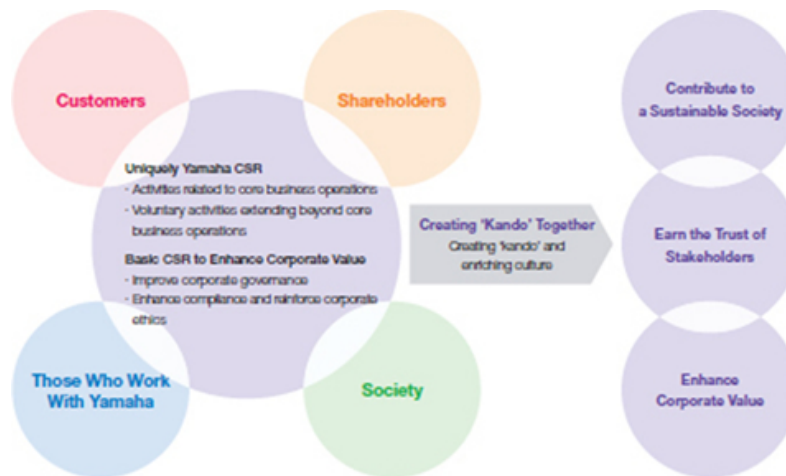 Customers
Shareholders
Uniquely Yamaha CSR
- Activities related to core business operations
- Voluntary activities extending beyond core
business operations
Basic CSR to Enhance Corporate Value
- Improve corporate governance
- Enhance compliance and reinforce corporate
ethics
Those Who Work
With Yamaha
Society
Creating 'Kando' Together
Creating 'kando' and
enriching culture
Contribute to
a Sustainable Society
Earn the Trust of
Stakeholders
Enhance
Corporate Value